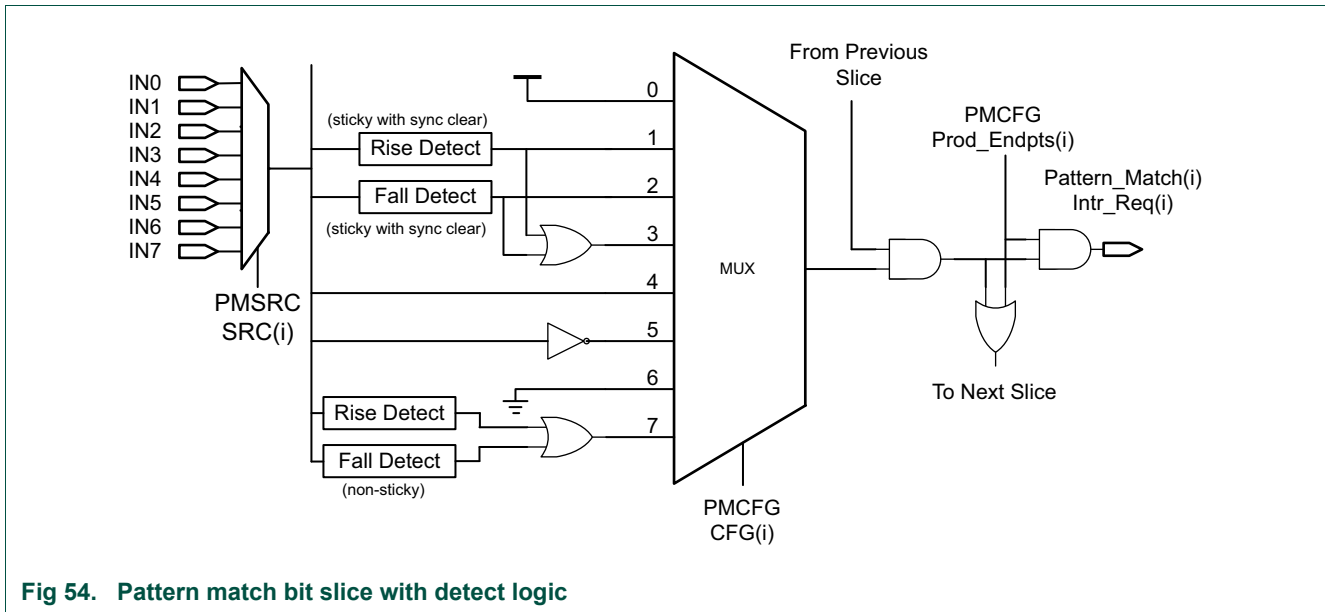 IN0
IN1
IN2
IN3
IN4
IN5
IN6
IN7
PMSRC
SRC(i)
(sticky with sync clear)
Rise Detect
Fall Detect
(sticky with sync clear)
Rise Detect
Fall Detect
(non-sticky)
0
1
2
3
4
5
6
7
MUX
PMCFG
CFG(i)
From Previous
Slice
PMCFG
Prod_Endpts(i)
Pattern_Match(i)
Intr_Req(i)
To Next Slice
Fig 54. Pattern match bit slice with detect logic